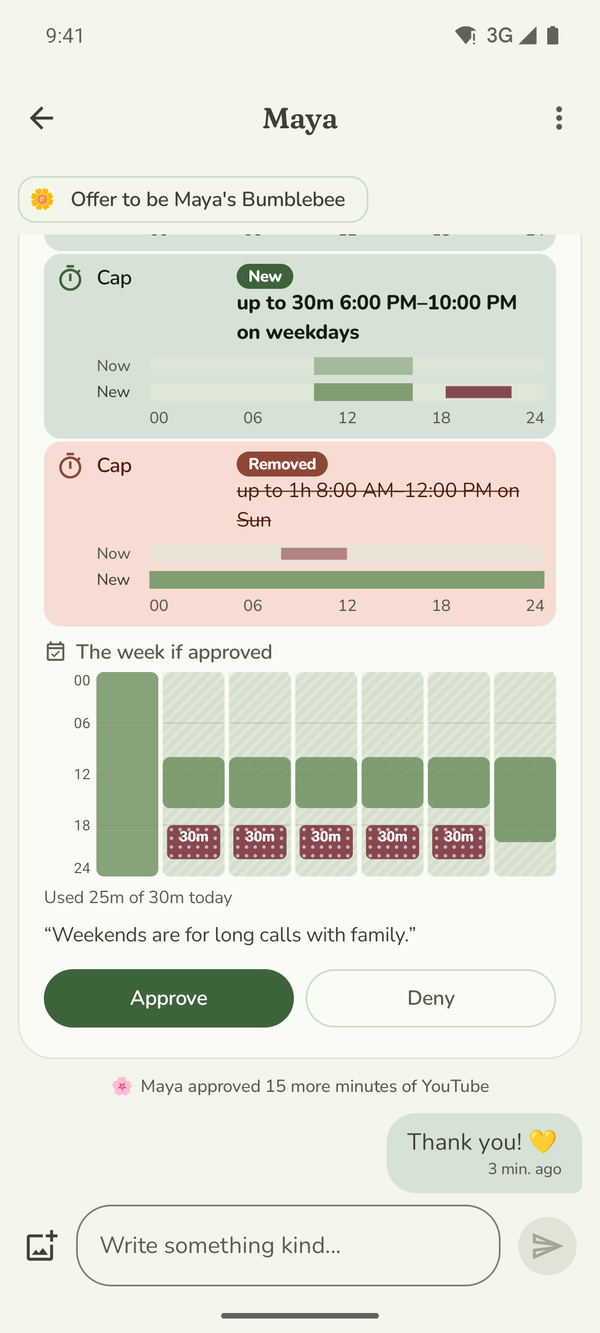 9:41
3G
Maya
Offer to be Maya's Bumblebee
Cap
New
up to 30m 6:00 PM–10:00 PM
on weekdays
Now
New
00 06 12 18 24
Cap
Removed
up to 1h 8:00 AM–12:00 PM on
Sun
Now
New
00 06 12 18 24
The week if approved
00
06
12
18
24
30m 30m 30m 30m 30m
Used 25m of 30m today
“Weekends are for long calls with family.”
Approve
Deny
Maya approved 15 more minutes of YouTube
Thank you! 💛
3 min. ago
Write something kind...